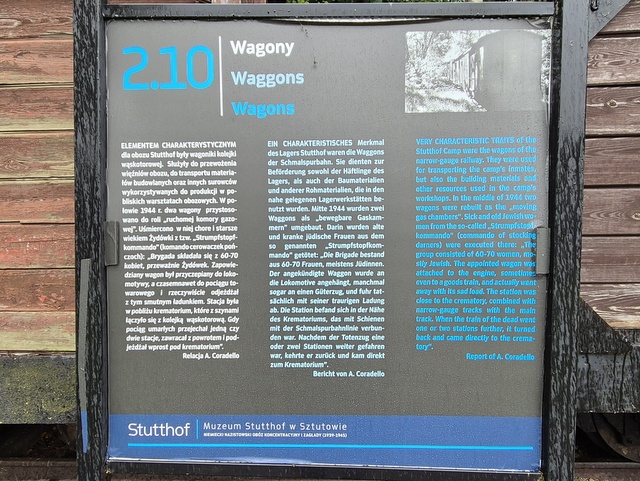 2.10
Wagony
Waggons
Wagons
ELEMENTEM CHARAKTERYSTYCZNYM
dla obozu Stutthof były wagoniki kolejki
wąskotorowej. Służyły do przewożenia
więźniów obozu, do transportu materia-
łów budowlanych oraz innych surowców
wykorzystywanych do produkcji w po-
bliskich warsztatach obozowych. W po-
łowie 1944 r. dwa wagony przystoso-
wano do roli „ruchomej komory gazo-
wej". Uśmiercono w niej chore i starsze
więźniarki Żydówki z tzw. „Strumpfstopf-
kommando" (komando cerowaczek poń-
czoch): „Brygada składała się z 60-70
kobiet, przeważnie Żydówek. Zapowie-
dziany wagon był przyczepiany do loko-
motywy, a czasem nawet do pociągu to-
warowego i rzeczywiście odjeżdżał
z tym smutnym ładunkiem. Stacja była
w pobliżu krematorium, które z szynami
łączyło się z kolejką wąskotorową. Gdy
pociąg umarłych przejechał jedną czy
dwie stacje, zawracał z powrotem i pod-
jeżdżał wprost pod krematorium".
Relacja A. Coradello
EIN CHARAKTERISTISCHES Merkmal
des Lagers Stutthof waren die Waggons
der Schmalspurbahn. Sie dienten zur
Beförderung sowohl der Häftlinge des
Lagers, als auch der Baumaterialien
und anderer Rohmaterialien, die in den
nahe gelegenen Lagerwerkstätten be-
nutzt wurden. Mitte 1944 wurden zwei
Waggons als „bewegbare Gaskam-
mern" umgebaut. Darin wurden alte
und kranke jüdische Frauen aus dem
so genannten „Strumpfstopfkom-
mando" getötet: „Die Brigade bestand
aus 60-70 Frauen, meistens Jüdinnen.
Der angekündigte Waggon wurde an
die Lokomotive angehängt, manchmal
sogar an einen Güterzug, und fuhr tat-
sächlich mit seiner traurigen Ladung
ab. Die Station befand sich in der Nähe
des Krematoriums, das mit Schienen
mit der Schmalspurbahnlinie verbun-
den war. Nachdem der Totenzug eine
oder zwei Stationen weiter gefahren
war, kehrte er zurück und kam direkt
zum Krematorium".
Bericht von A. Coradello
VERY CHARACTERISTIC TRAITS of the
Stutthof Camp were the wagons of the
narrow-gauge railway. They were used
for transporting the camp's inmates,
but also the building materials and
other resources used in the camp's
workshops. In the middle of 1944 two
wagons were rebuilt as the „moving
gas chambers". Sick and old Jewish wo-
men from the so-called „Strumpfstopf-
kommando" (commando of stocking
darners) were executed there: „The
group consisted of 60-70 women, mo-
stly Jewish. The appointed wagon was
attached to the engine, sometimes
even to a goods train, and actually went
away with its sad load. The station was
close to the crematory, combined with
narrow-gauge tracks with the main
track. When the train of the dead went
one or two stations further, it turned
back and came directly to the crema-
tory".
Report of A. Coradello
Stutthof
Muzeum Stutthof w Sztutowie
NIEMIECKI NAZISTOWSKI OBÓZ KONCENTRACYJNY I ZAGŁADY (1939-1945)